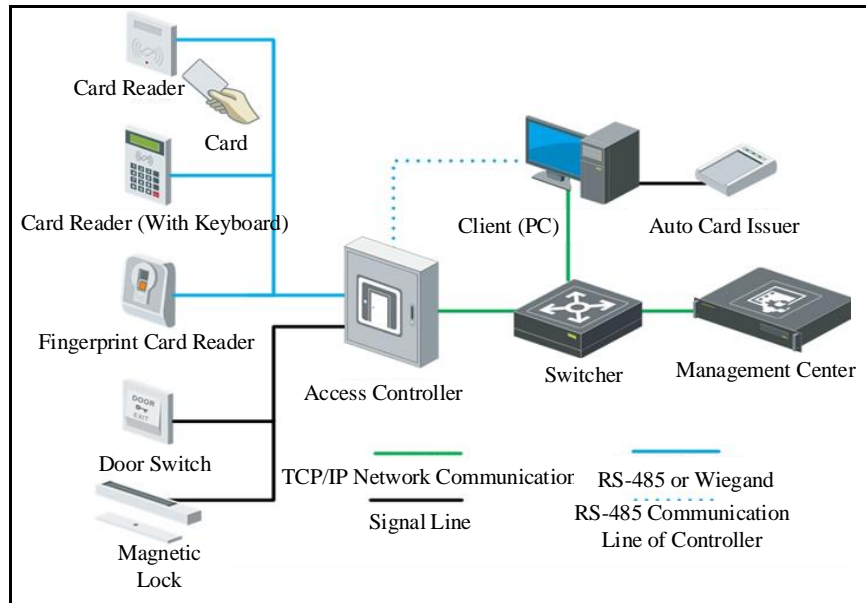 Card Reader
Card
Card Reader (With Keyboard)
Client (PC)
Auto Card Issuer
Fingerprint Card Reader
Access Controller
Switcher
Management Center
DOOR
EXIT
Door Switch
TCP/IP Network Communication
RS-485 or Wiegand
Signal Line
RS-485 Communication
Line of Controller
Magnetic
Lock